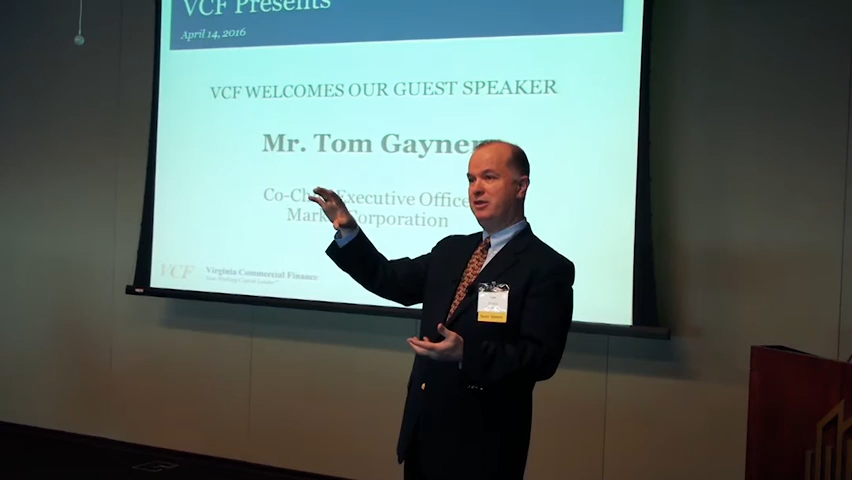 VCF Presents
April 14, 2016
VCF WELCOMES OUR GUEST SPEAKER
Mr. Tom Gayner
Co-Ch Executive Office
Mark Corporation
VCF
Virginia Commercial Finance